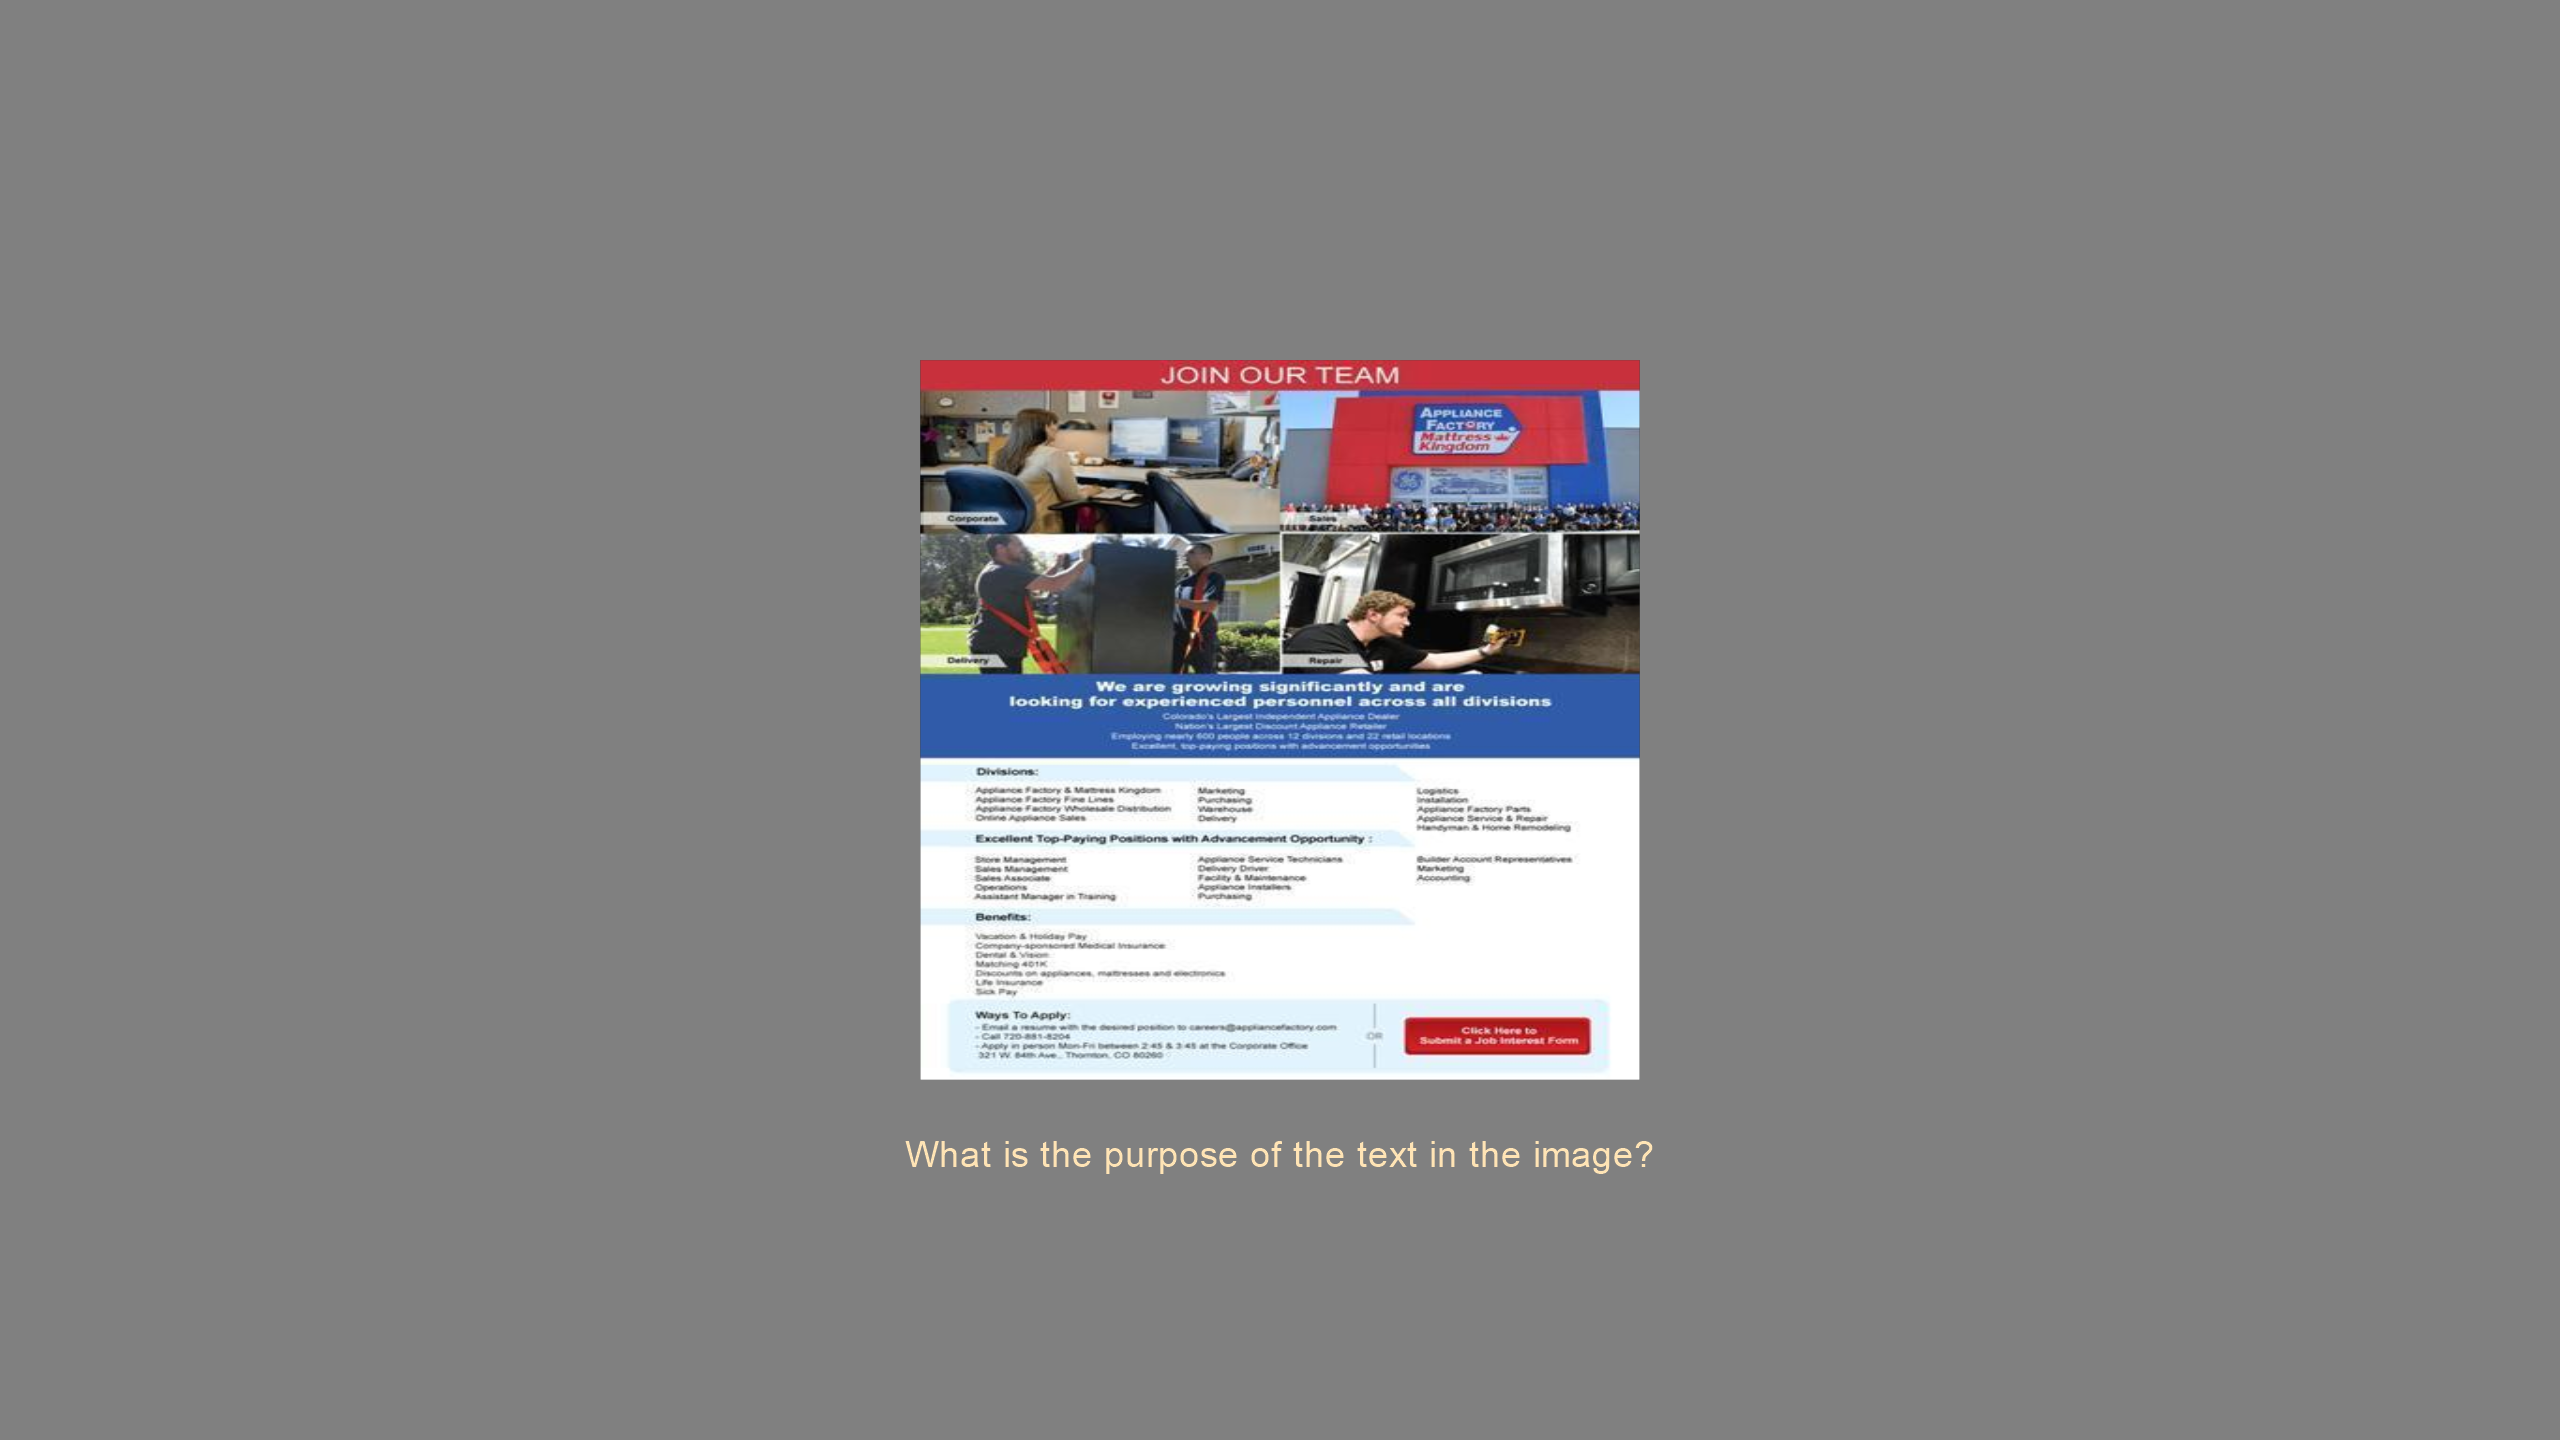 JOIN OUR TEAM
APPLIANCE
FACTORY
Mattress
Kingdom
Corporate
Sales
Delivery
Repair
We are growing significantly and are
looking for experienced personnel across all divisions
Colorado's Largest Independent Appliance Dealer
Nation's Largest Discount Appliance Retailer
Employing nearly 600 people across 12 divisions and 22 retail locations
Excellent, top-paying positions with advancement opportunities
Divisions:
Appliance Factory & Mattress Kingdom
Appliance Factory Fine Lines
Appliance Factory Wholesale Distribution
Online Appliance Sales
Marketing
Purchasing
Warehouse
Delivery
Logistics
Installation
Appliance Factory Parts
Appliance Service & Repair
Handyman & Home Remodeling
Excellent Top-Paying Positions with Advancement Opportunity :
Store Management
Sales Management
Sales Associate
Operations
Assistant Manager in Training
Appliance Service Technicians
Delivery Driver
Facility & Maintenance
Appliance Installers
Purchasing
Builder Account Representatives
Marketing
Accounting
Benefits:
Vacation & Holiday Pay
Company-sponsored Medical Insurance
Dental & Vision
Matching 401K
Discounts on appliances, mattresses and electronics
Life Insurance
Sick Pay
Ways To Apply:
- Email a resume with the desired position to careers@appliancefactory.com
- Call 720-881-8204
- Apply in person Mon-Fri between 2:45 & 3:45 at the Corporate Office
321 W. 84th Ave., Thornton, CO 80260
OR
Click Here to
Submit a Job Interest Form
What is the purpose of the text in the image?